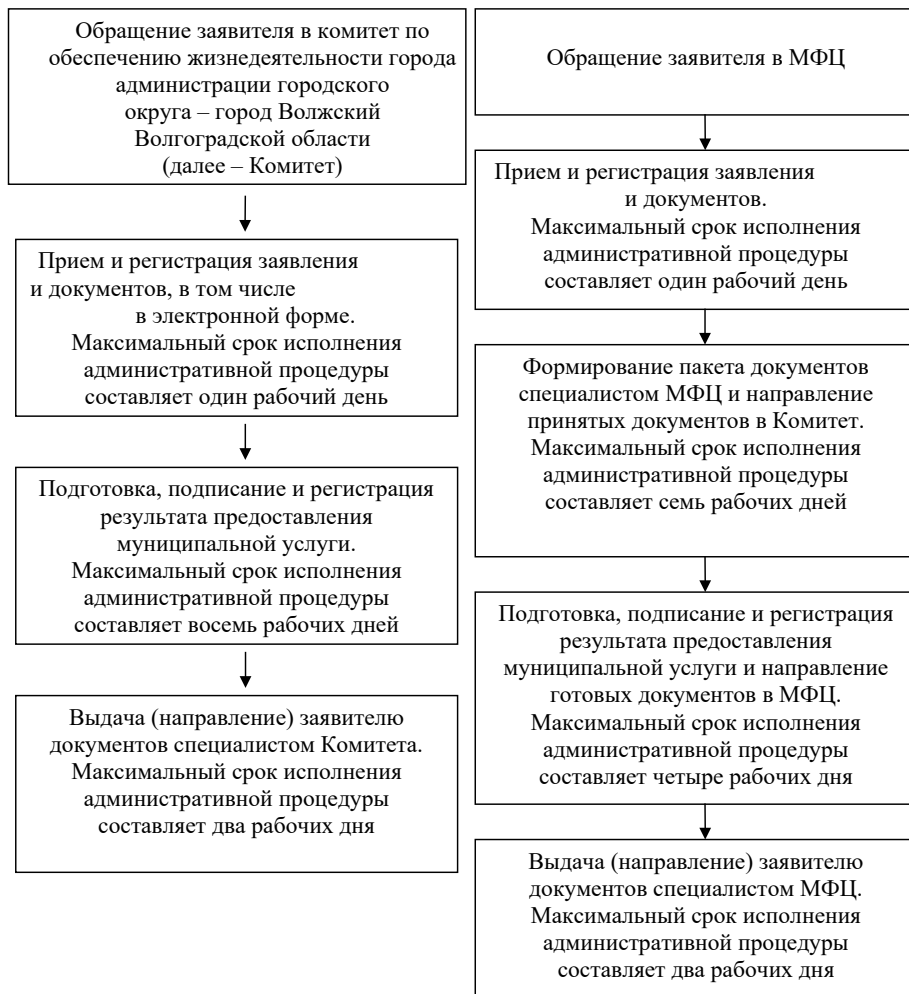 Обращение заявителя в комитет по
обеспечению жизнедеятельности города
администрации городского
округа – город Волжский
Волгоградской области
(далее – Комитет)
Прием и регистрация заявления
и документов, в том числе
в электронной форме.
Максимальный срок исполнения
административной процедуры
составляет один рабочий день
Подготовка, подписание и регистрация
результата предоставления
муниципальной услуги.
Максимальный срок исполнения
административной процедуры
составляет восемь рабочих дней
Выдача (направление) заявителю
документов специалистом Комитета.
Максимальный срок исполнения
административной процедуры
составляет два рабочих дня
Обращение заявителя в МФЦ
Прием и регистрация заявления
и документов.
Максимальный срок исполнения
административной процедуры
составляет один рабочий день
Формирование пакета документов
специалистом МФЦ и направление
принятых документов в Комитет.
Максимальный срок исполнения
административной процедуры
составляет семь рабочих дней
Подготовка, подписание и регистрация
результата предоставления
муниципальной услуги и направление
готовых документов в МФЦ.
Максимальный срок исполнения
административной процедуры
составляет четыре рабочих дня
Выдача (направление) заявителю
документов специалистом МФЦ.
Максимальный срок исполнения
административной процедуры
составляет два рабочих дня